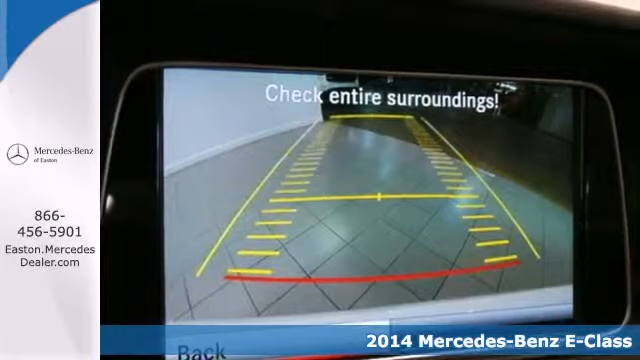 Check entire surroundings!
Mercedes-Benz
of Easton
866-
456-5901
Easton.Mercedes
Dealer.com
Back
2014 Mercedes-Benz E-Class